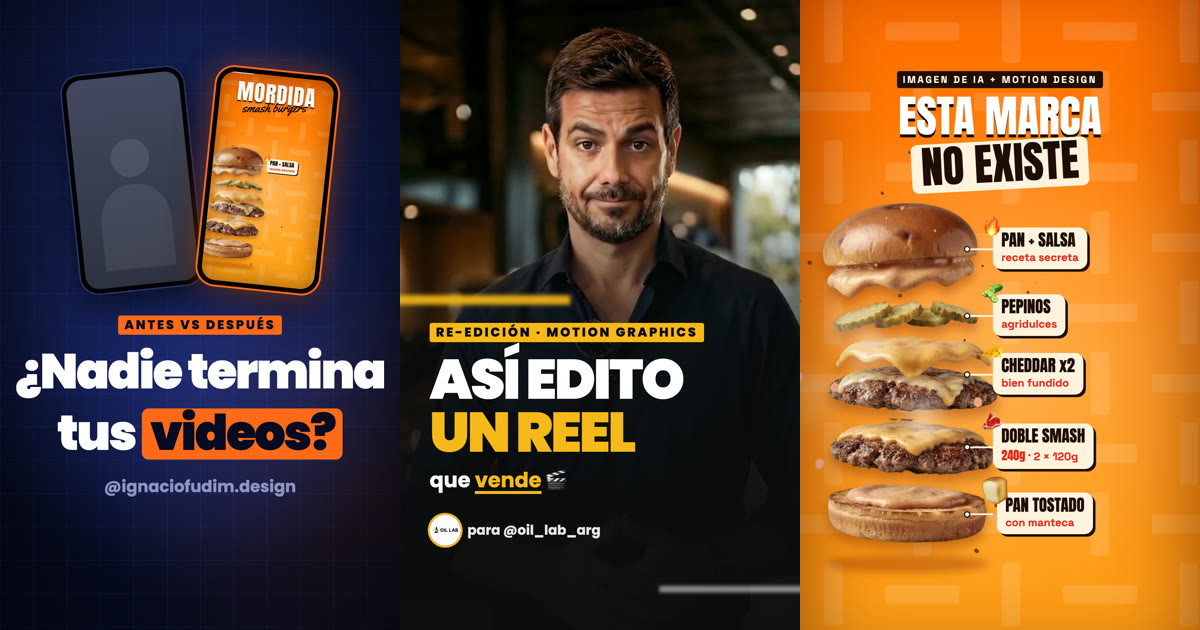 MORDIDA
smash burgers
PAN + SALSA
receta secreta
ANTES VS DESPUÉS
¿Nadie termina
tus videos?
@ignaciofudim.design
RE-EDICIÓN · MOTION GRAPHICS
ASÍ EDITO
UN REEL
que vende
OIL LAB
para @oil_lab_arg
IMAGEN DE IA + MOTION DESIGN
ESTA MARCA
NO EXISTE
PAN + SALSA
receta secreta
PEPINOS
agridulces
CHEDDAR x2
bien fundido
DOBLE SMASH
240g · 2 × 120g
PAN TOSTADO
con manteca